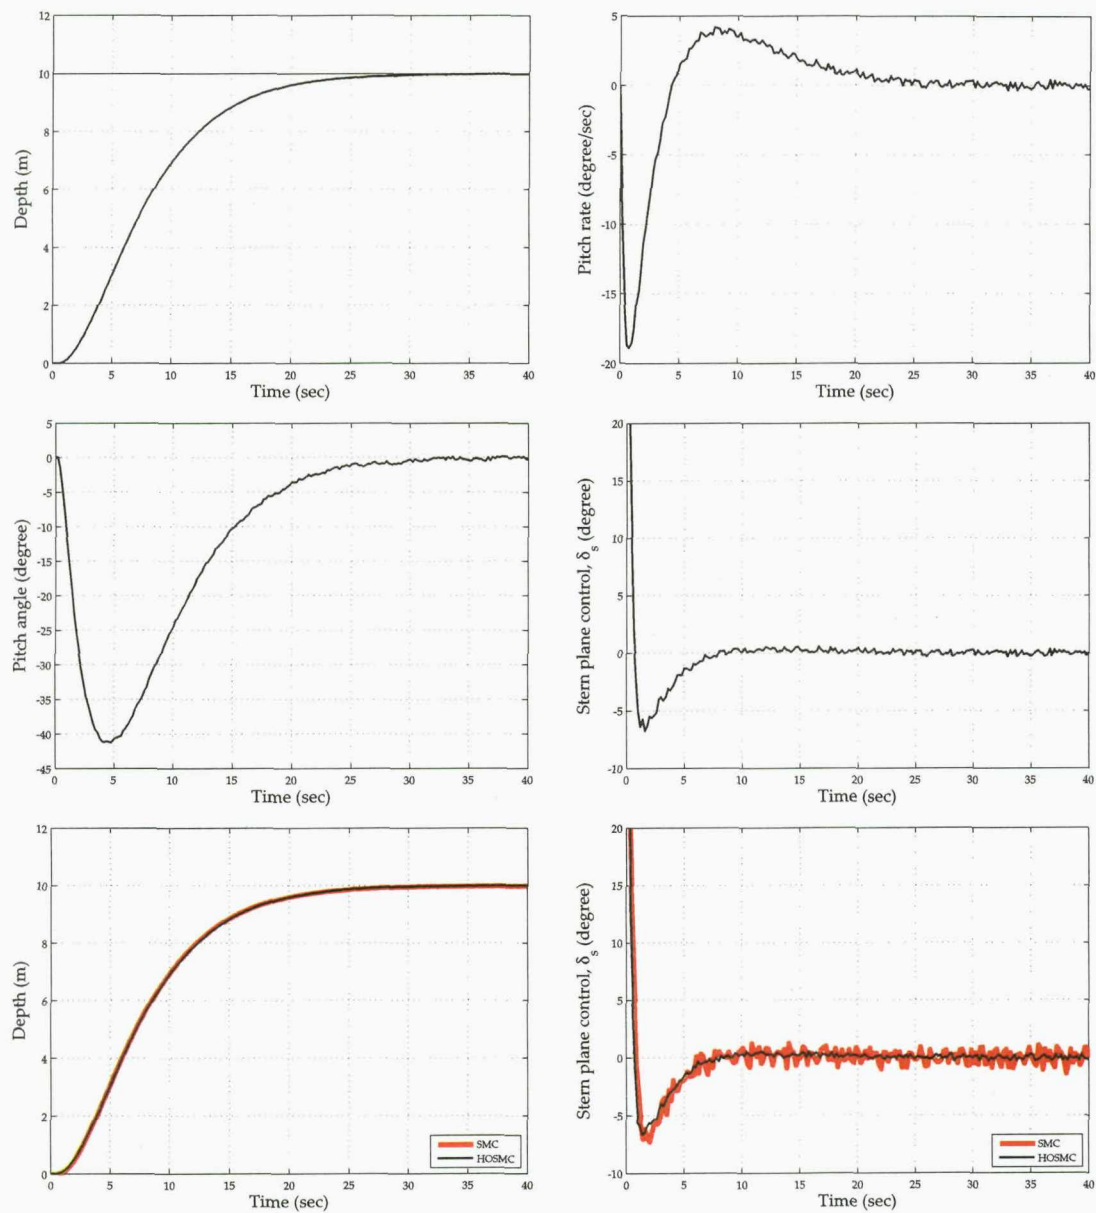 12
10
8
6
4
2
0
Depth (m)
0 5 10 15 20 25 30 35 40
Time (sec)
5
0
-5
-10
-15
-20
Pitch rate (degree/sec)
0 5 10 15 20 25 30 35 40
Time (sec)
5
0
-5
-10
-15
-20
-25
-30
-35
-40
-45
Pitch angle (degree)
0 5 10 15 20 25 30 35 40
Time (sec)
20
15
10
5
0
-5
-10
Stern plane control, δ s (degree)
0 5 10 15 20 25 30 35 40
Time (sec)
12
10
8
6
4
2
0
Depth (m)
SMC
HOSMC
0 5 10 15 20 25 30 35 40
Time (sec)
20
15
10
5
0
-5
-10
Stern plane control, δ s (degree)
SMC
HOSMC
0 5 10 15 20 25 30 35 40
Time (sec)